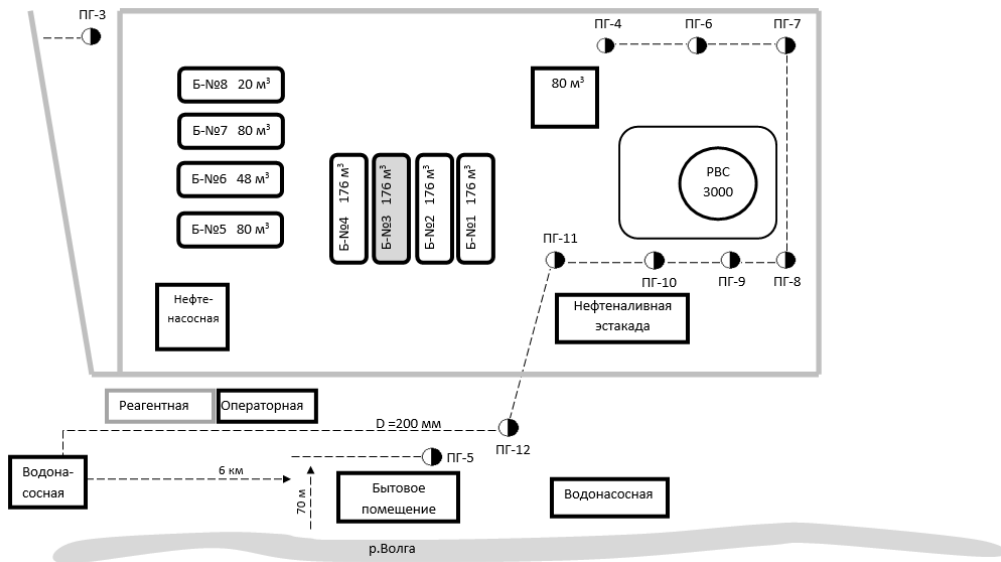 ПГ-3
ПГ-4
ПГ-6
ПГ-7
Б-№8 20 м³
80 м³
Б-№7 80 м³
Б-№6 48 м³
Б-№5 80 м³
Б-№4 176 м³
Б-№3 176 м³
Б-№2 176 м³
Б-№1 176 м³
РВС
3000
ПГ-11
ПГ-10
ПГ-9
ПГ-8
Нефте-
насосная
Нефтеналивная
эстакада
Реагентная
Операторная
D =200 мм
ПГ-12
ПГ-5
Водона-
сосная
6 км
70 м
Бытовое
помещение
Водонасосная
р.Волга